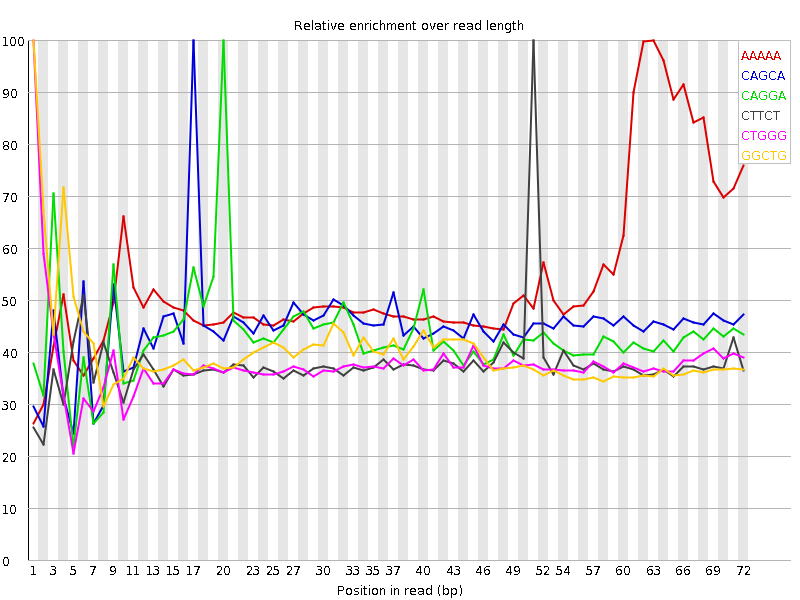 Relative enrichment over read length
100
90
80
70
60
50
40
30
20
10
0
AAAAA
CAGCA
CAGGA
CTTCT
CTGGG
GGCTG
1 3 5 7 9 11 13 15 17 20 23 25 27 30 33 35 37 40 43 46 49 52 54 57 60 63 66 69 72
Position in read (bp)